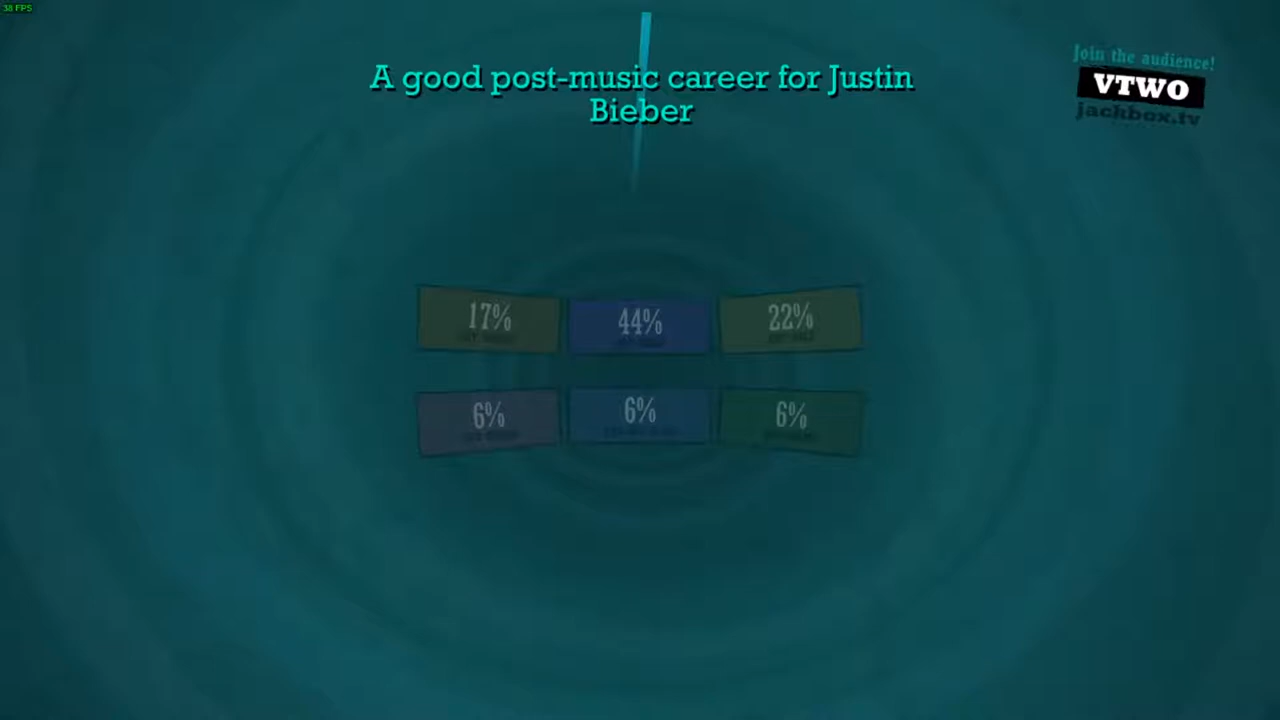 38 FPS
A good post-music career for Justin
Bieber
Join the audience!
VTWO
jackbox.tv
17%
44%
22%
6%
6%
6%